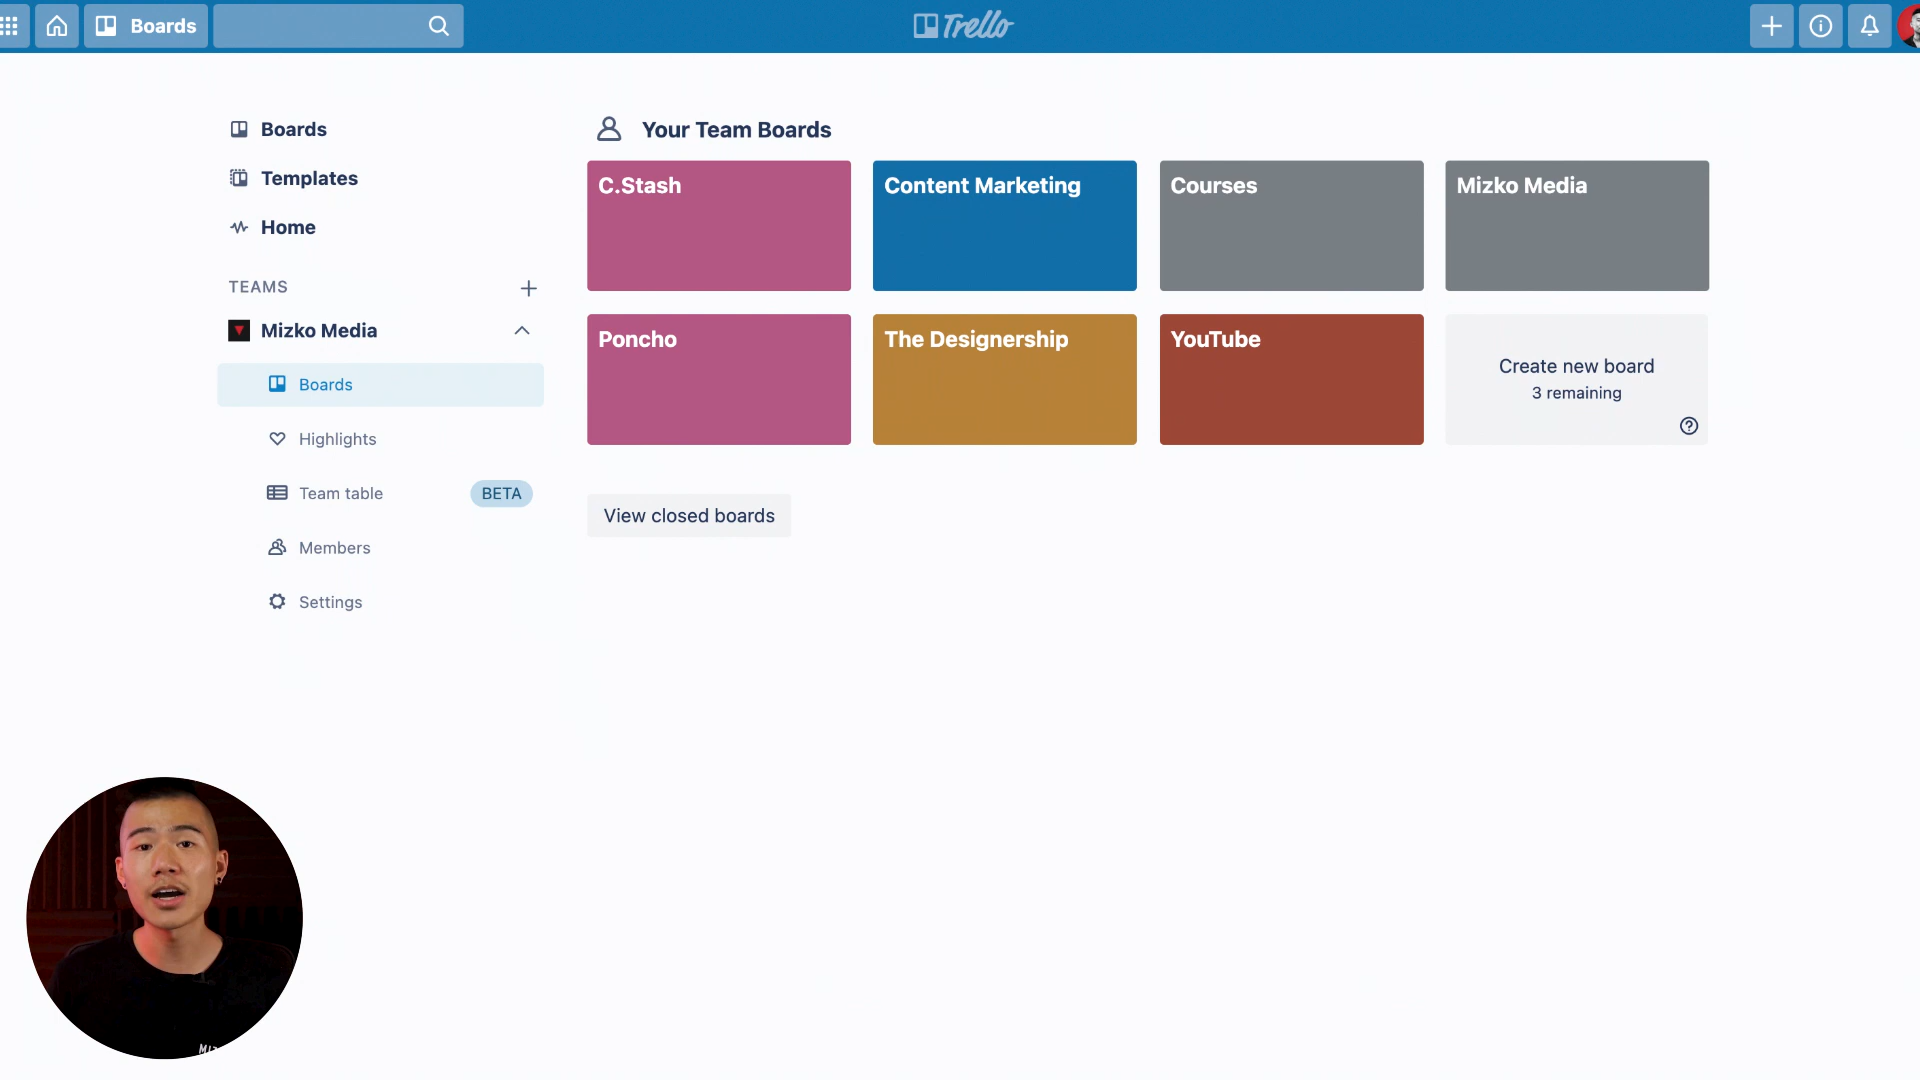 Boards
Trello
Boards
Templates
Home
TEAMS
Mizko Media
Boards
Highlights
Team table
BETA
Members
Settings
Your Team Boards
C.Stash
Content Marketing
Courses
Mizko Media
Poncho
The Designership
YouTube
Create new board
3 remaining
View closed boards